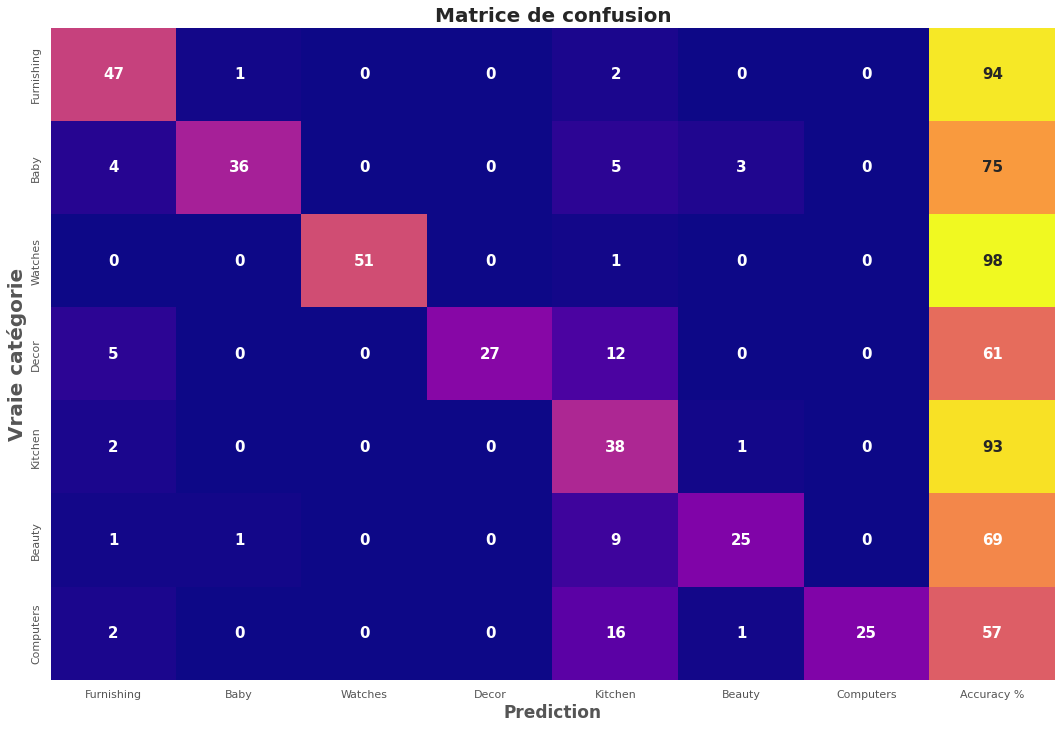 Matrice de confusion
Vraie catégorie
Furnishing 47 1 0 0 2 0 0 94
Baby 4 36 0 0 5 3 0 75
Watches 0 0 51 0 1 0 0 98
Decor 5 0 0 27 12 0 0 61
Kitchen 2 0 0 0 38 1 0 93
Beauty 1 1 0 0 9 25 0 69
Computers 2 0 0 0 16 1 25 57
Furnishing Baby Watches Decor Kitchen Beauty Computers Accuracy %
Prediction